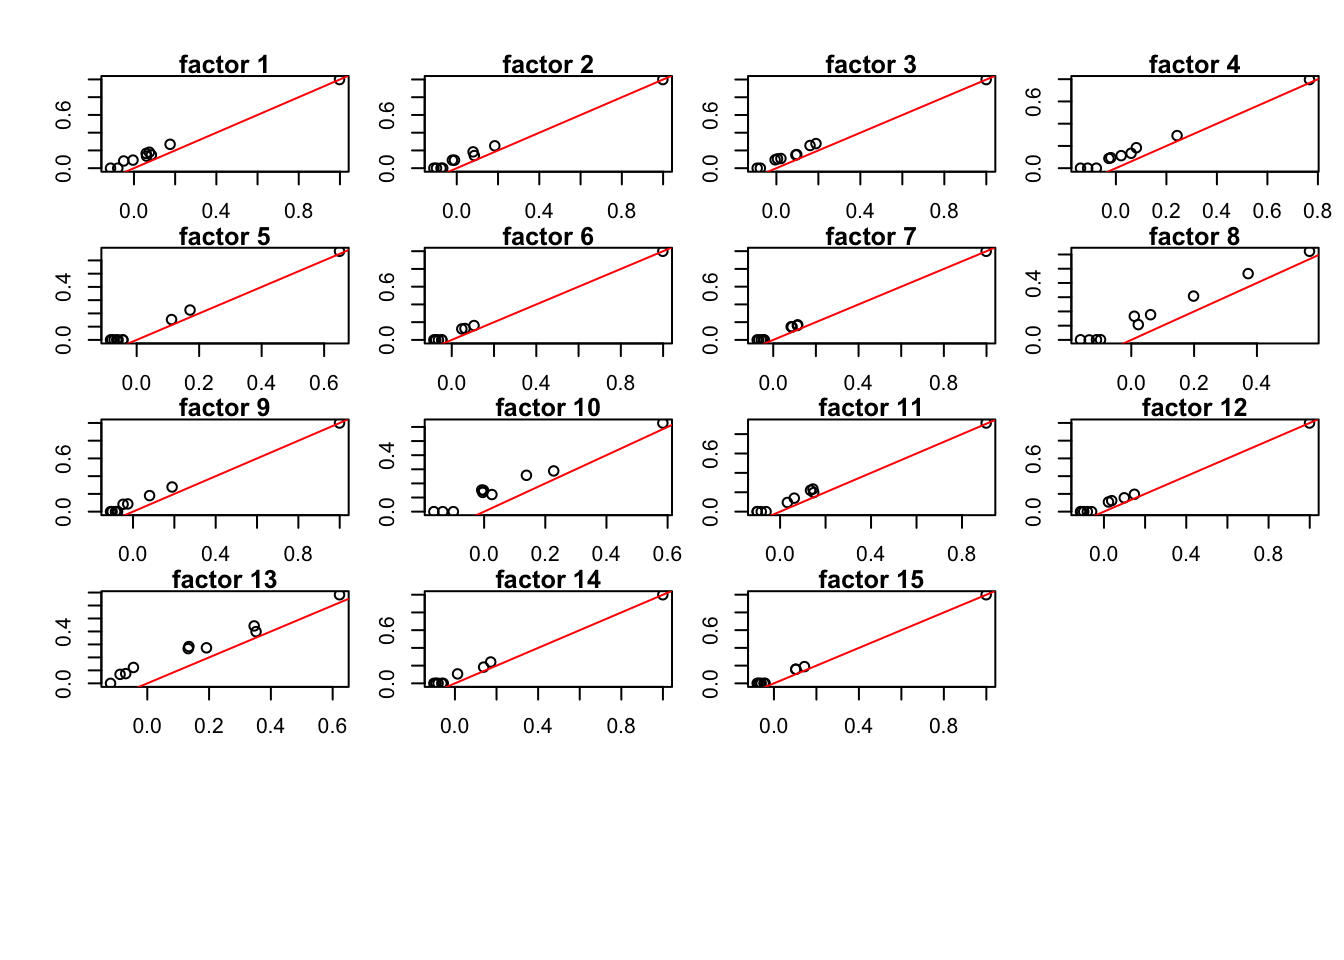 factor 1 factor 2 factor 3 factor 4
0.0 0.6 0.0 0.6 0.0 0.6 0.0 0.6
0.0 0.4 0.8 0.0 0.4 0.8 0.0 0.4 0.8 0.0 0.2 0.4 0.6 0.8
factor 5 factor 6 factor 7 factor 8
0.0 0.4 0.0 0.6 0.0 0.6 0.0 0.4
0.0 0.2 0.4 0.6 0.0 0.4 0.8 0.0 0.4 0.8 0.0 0.2 0.4
factor 9 factor 10 factor 11 factor 12
0.0 0.6 0.0 0.4 0.0 0.6 0.0 0.6
0.0 0.4 0.8 0.0 0.2 0.4 0.6 0.0 0.4 0.8 0.0 0.4 0.8
factor 13 factor 14 factor 15
0.0 0.4 0.0 0.6 0.0 0.6
0.0 0.2 0.4 0.6 0.0 0.4 0.8 0.0 0.4 0.8